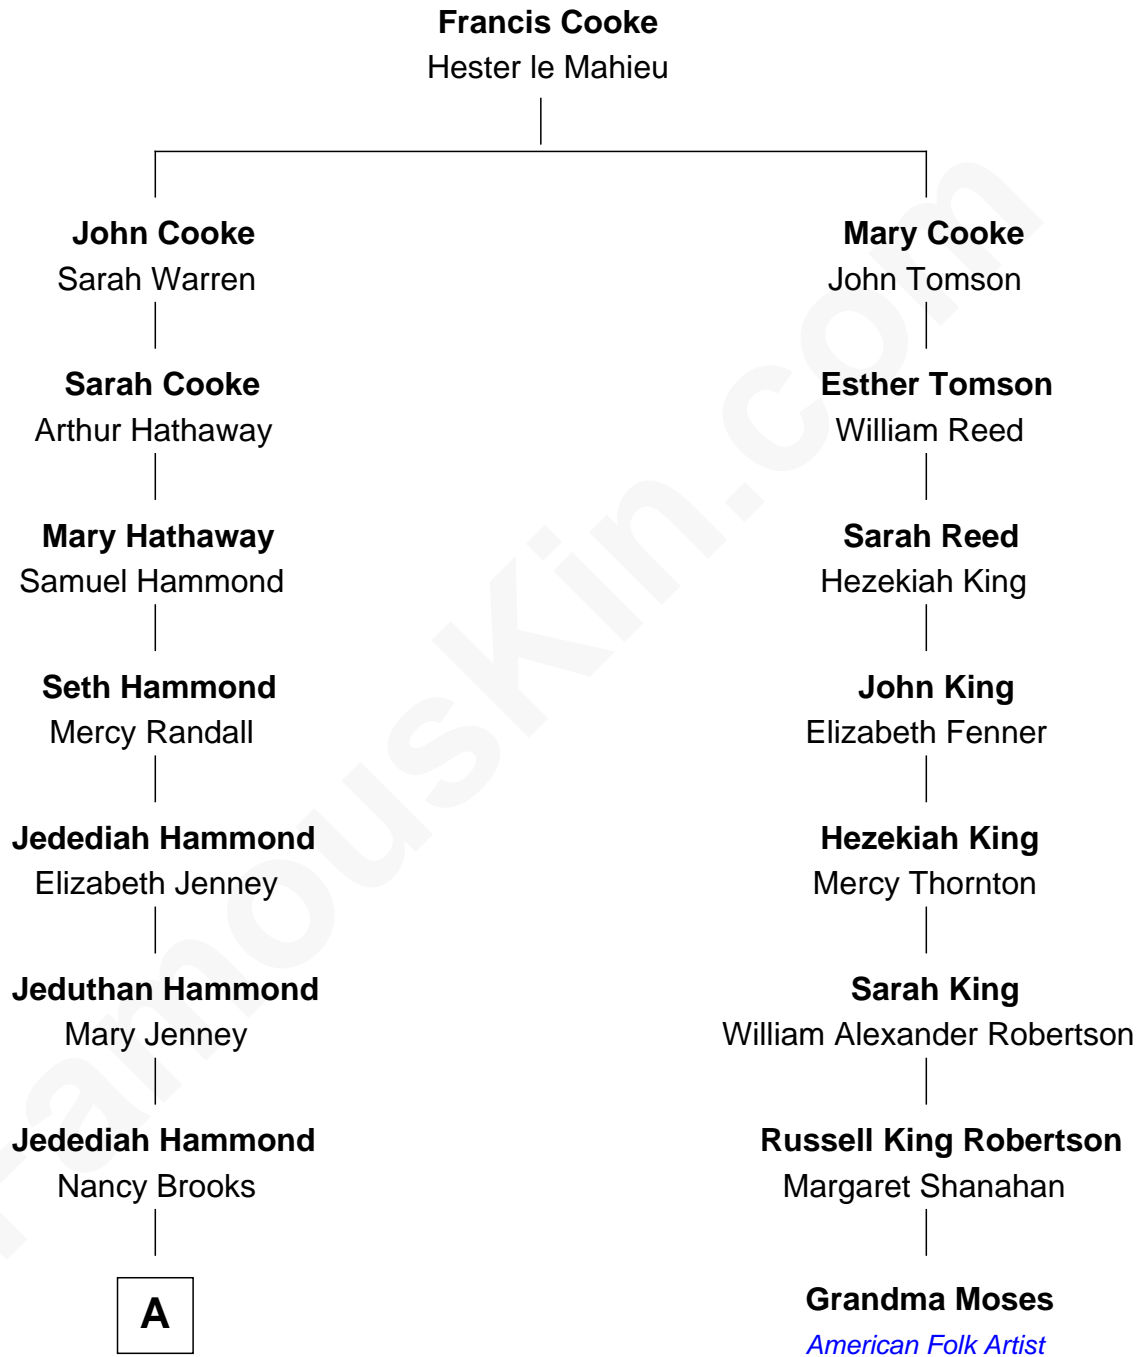 Francis Cooke
Hester le Mahieu
John Cooke
Sarah Warren
Mary Cooke
John Tomson
Sarah Cooke
Arthur Hathaway
Esther Tomson
William Reed
Mary Hathaway
Samuel Hammond
Sarah Reed
Hezekiah King
Seth Hammond
Mercy Randall
John King
Elizabeth Fenner
Jedediah Hammond
Elizabeth Jenney
Hezekiah King
Mercy Thornton
Jeduthan Hammond
Mary Jenney
Sarah King
William Alexander Robertson
Jedediah Hammond
Nancy Brooks
Russell King Robertson
Margaret Shanahan
A
Grandma Moses
American Folk Artist
FamousKin.com